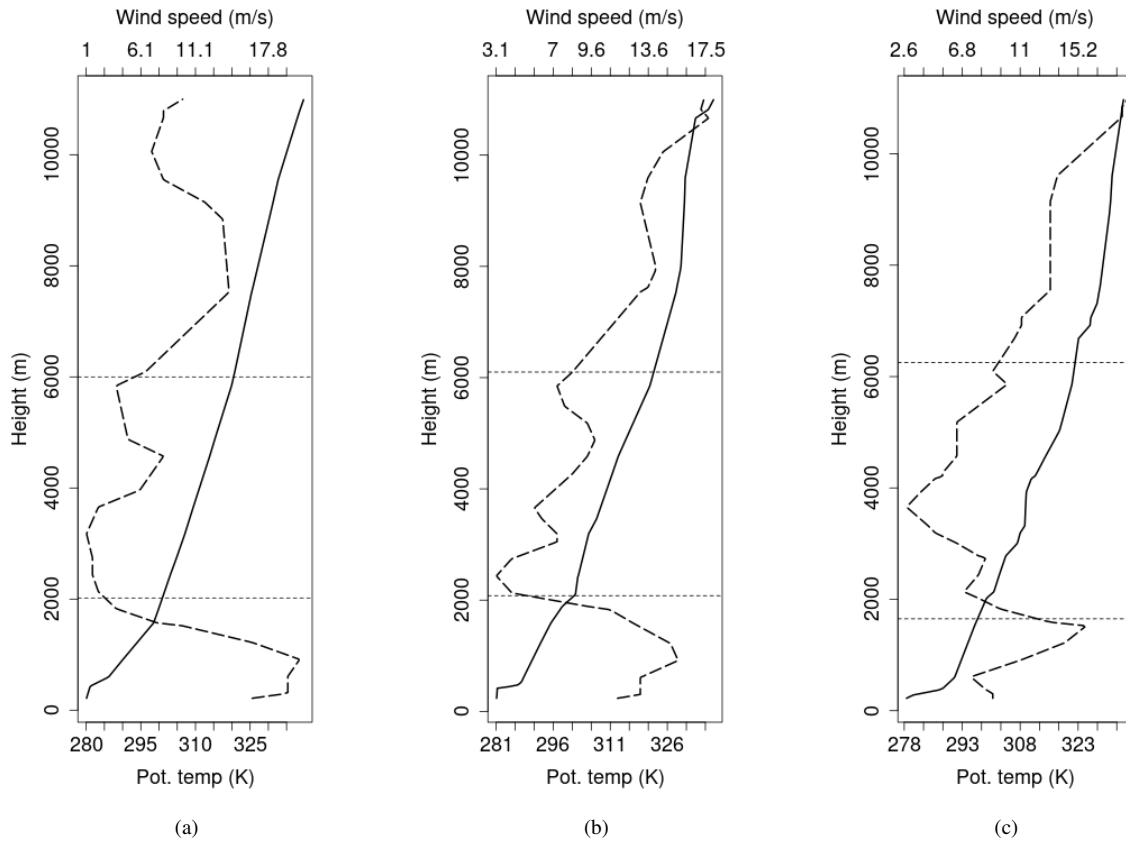 Wind speed (m/s)
1 6.1 11.1 17.8
Height (m)
10000
8000
6000
4000
2000
0
280 295 325
Pot. temp (K)
(a)
Wind speed (m/s)
3.1 7 9.6 13.6 17.5
Height (m)
10000
8000
6000
4000
2000
0
281 296 311 326
Pot. temp (K)
(b)
Wind speed (m/s)
2.6 6.8 11 15.2
Height (m)
10000
8000
6000
4000
2000
0
278 293 308 323
Pot. temp (K)
(c)